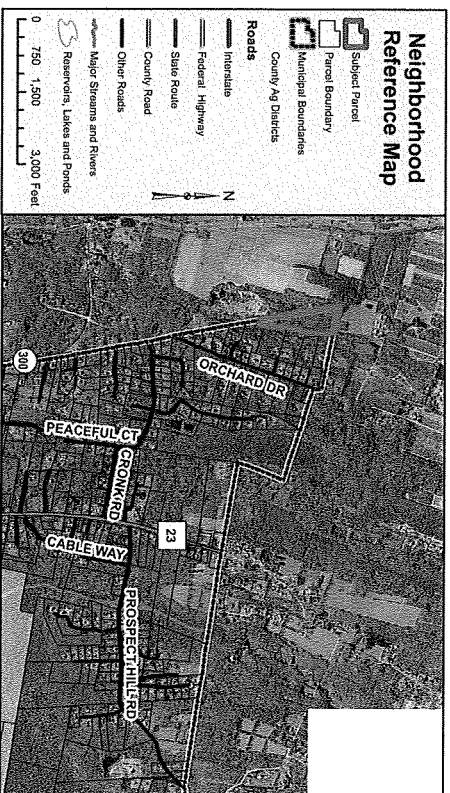 Neighborhood
Reference Map
Subject Parcel
Parcel Boundary
Municipal Boundaries
County Ag Districts
Roads
Interstate
Federal Highway
State Route
County Road
Other Roads
Major Streams and Rivers
Reservoirs, Lakes and Ponds
0 750 1,500 3,000 Feet
N
ORCHARD DR
300
PEACEFUL CT
CRONK RD
23
CABLE WAY
PROSPECT HILL RD